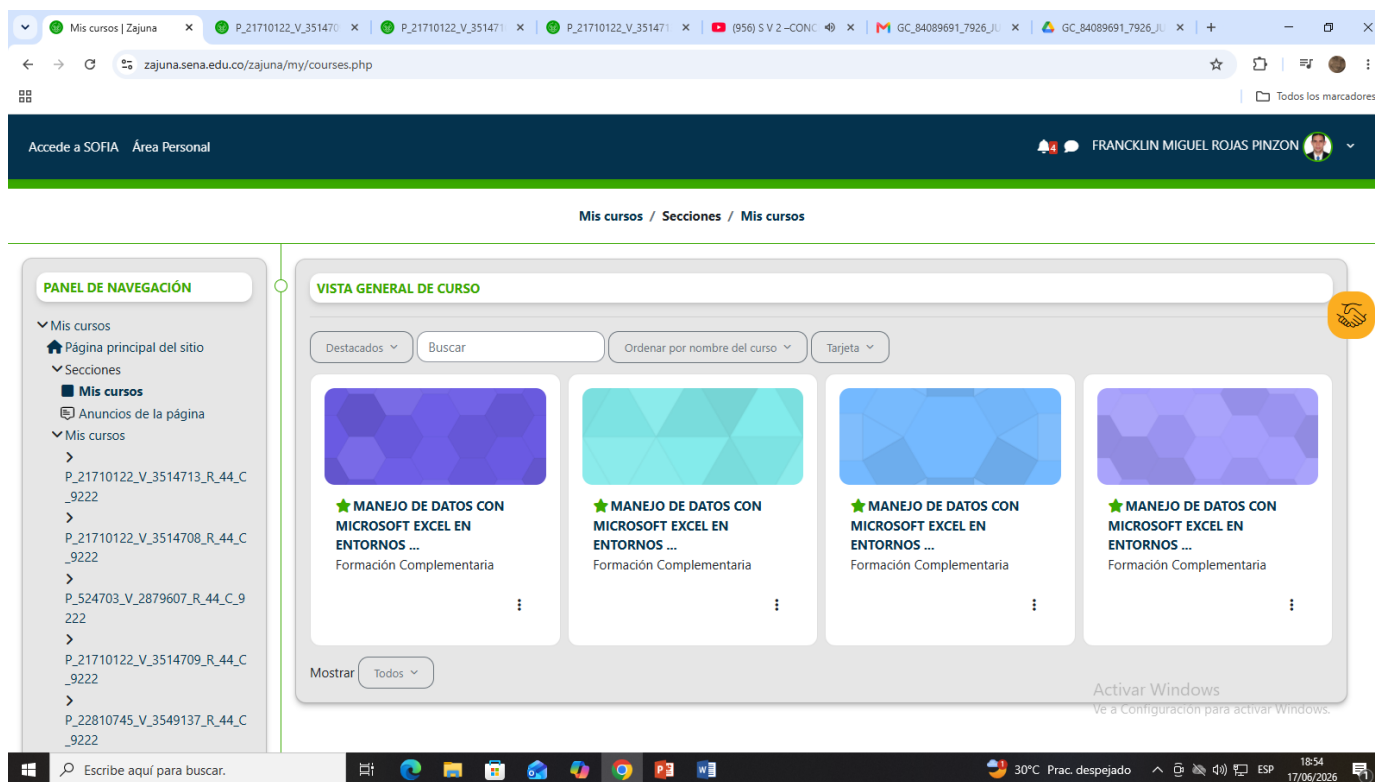 Mis cursos | Zajuna
P_21710122_V_351470
P_21710122_V_351471
P_21710122_V_351471
(956) S V 2 –CONC
GC_84089691_7926_JU
GC_84089691_7926_JU
zajuna.sena.edu.co/zajuna/my/courses.php
Todos los marcadores
Accede a SOFIA Área Personal
4
FRANCKLIN MIGUEL ROJAS PINZON
Mis cursos / Secciones / Mis cursos
PANEL DE NAVEGACIÓN
Mis cursos
Página principal del sitio
Secciones
Mis cursos
Anuncios de la página
Mis cursos
P_21710122_V_3514713_R_44_C
_9222
P_21710122_V_3514708_R_44_C
_9222
P_524703_V_2879607_R_44_C_9
222
P_21710122_V_3514709_R_44_C
_9222
P_22810745_V_3549137_R_44_C
_9222
VISTA GENERAL DE CURSO
Destacados
Buscar
Ordenar por nombre del curso
Tarjeta
MANEJO DE DATOS CON
MICROSOFT EXCEL EN
ENTORNOS ...
Formación Complementaria
MANEJO DE DATOS CON
MICROSOFT EXCEL EN
ENTORNOS ...
Formación Complementaria
MANEJO DE DATOS CON
MICROSOFT EXCEL EN
ENTORNOS ...
Formación Complementaria
MANEJO DE DATOS CON
MICROSOFT EXCEL EN
ENTORNOS ...
Formación Complementaria
Mostrar Todos
Activar Windows
Ve a Configuración para activar Windows.
Escribe aquí para buscar.
30°C Prac. despejado
ESP
18:54
17/06/2026